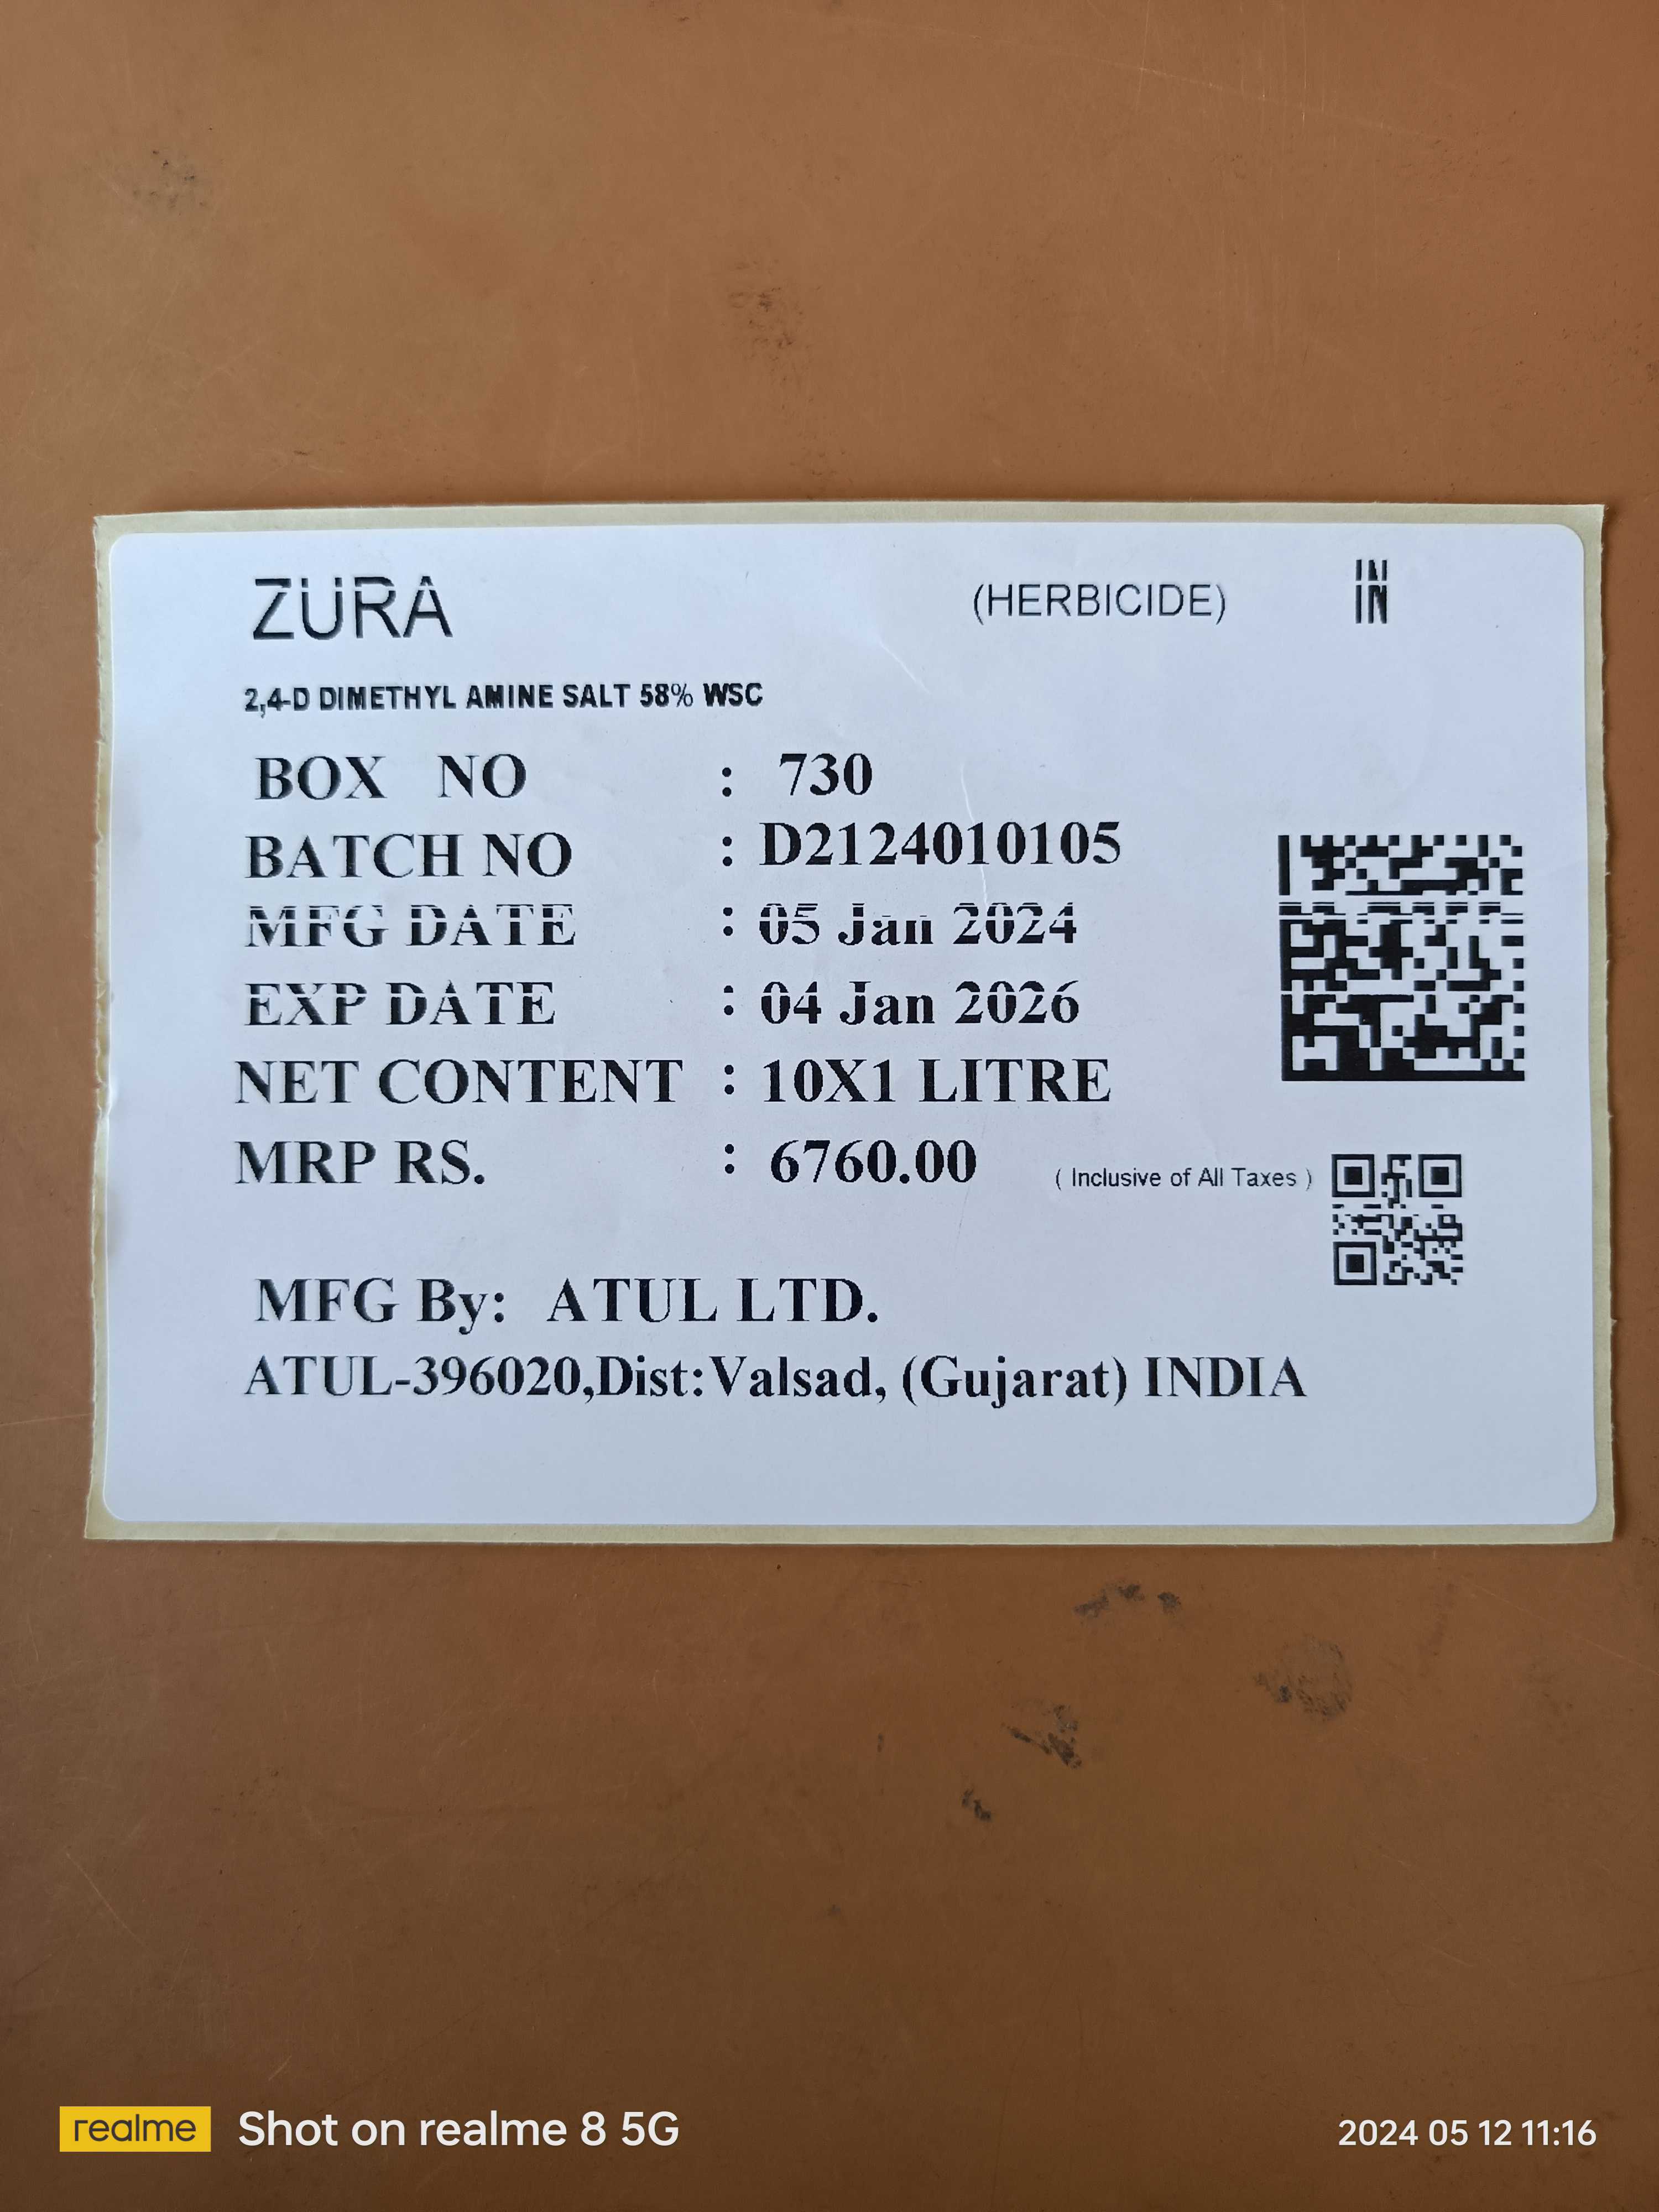 ZURA (HERBICIDE) IN
2,4-D DIMETHYL AMINE SALT 58% WSC
BOX NO : 730
BATCH NO : D2124010105
MFG DATE : 05 Jan 2024
EXP DATE : 04 Jan 2026
NET CONTENT : 10X1 LITRE
MRP RS. : 6760.00 ( Inclusive of All Taxes )
MFG By: ATUL LTD.
ATUL-396020,Dist:Valsad, (Gujarat) INDIA
realme Shot on realme 8 5G 2024 05 12 11:16